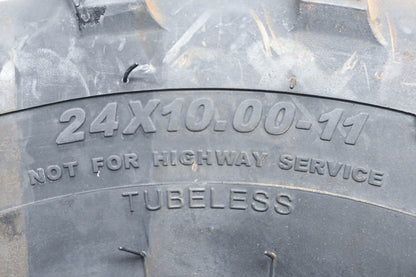 24X10.00-11
NOT FOR HIGHWAY SERVICE
TUBELESS